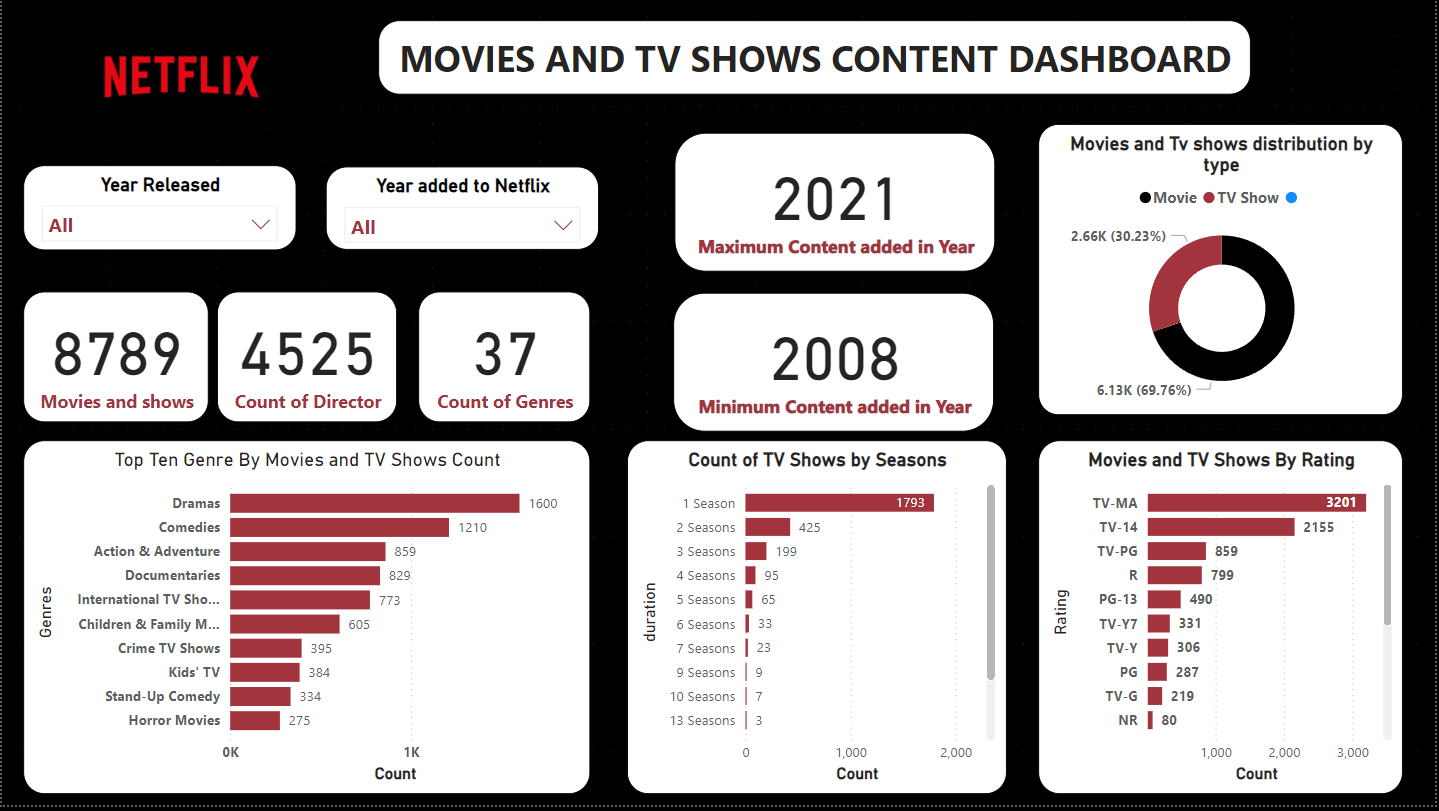 NETFLIX
MOVIES AND TV SHOWS CONTENT DASHBOARD
Year Released
All
Year added to Netflix
All
2021
Maximum Content added in Year
Movies and Tv shows distribution by
type
Movie TV Show
2.66K (30.23%)
6.13K (69.76%)
8789
Movies and shows
4525
Count of Director
37
Count of Genres
2008
Minimum Content added in Year
Top Ten Genre By Movies and TV Shows Count
Genres
Dramas 1600
Comedies 1210
Action & Adventure 859
Documentaries 829
International TV Sho... 773
Children & Family M... 605
Crime TV Shows 395
Kids' TV 384
Stand-Up Comedy 334
Horror Movies 275
0K 1K
Count
Count of TV Shows by Seasons
duration
1 Season 1793
2 Seasons 425
3 Seasons 199
4 Seasons 95
5 Seasons 65
6 Seasons 33
7 Seasons 23
9 Seasons 9
10 Seasons 7
13 Seasons 3
0 1,000 2,000
Count
Movies and TV Shows By Rating
Rating
TV-MA 3201
TV-14 2155
TV-PG 859
R 799
PG-13 490
TV-Y7 331
TV-Y 306
PG 287
TV-G 219
NR 80
1,000 2,000 3,000
Count